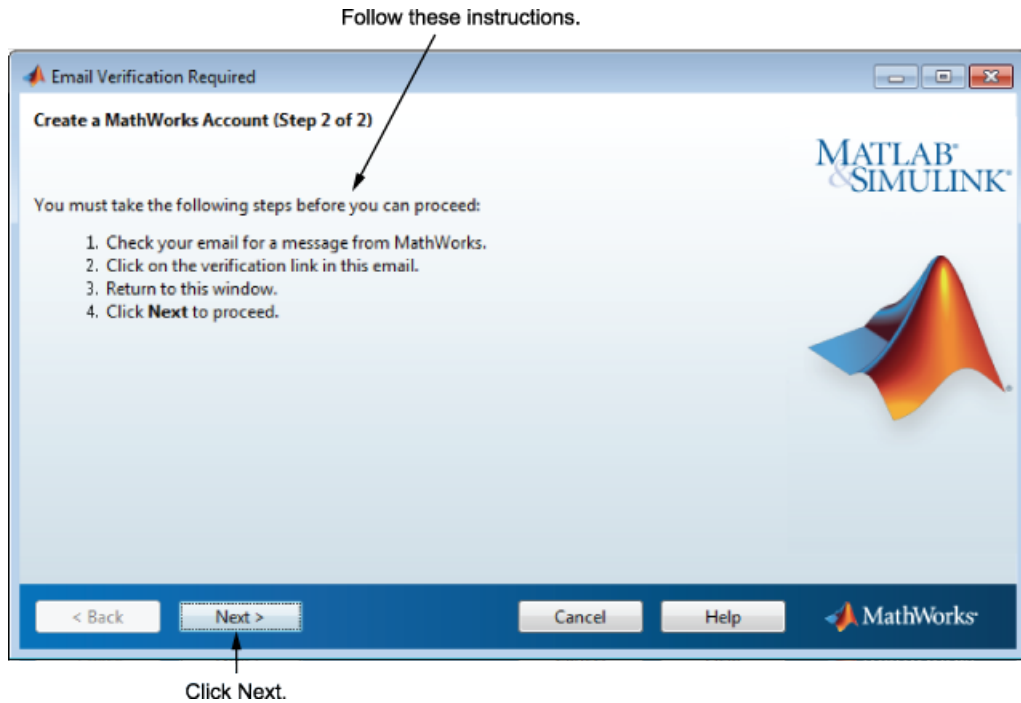 Follow these instructions.
Email Verification Required
Create a MathWorks Account (Step 2 of 2)
MATLAB®
&SIMULINK®
You must take the following steps before you can proceed:
1. Check your email for a message from MathWorks.
2. Click on the verification link in this email.
3. Return to this window.
4. Click Next to proceed.
®
< Back Next > Cancel Help MathWorks®
Click Next.